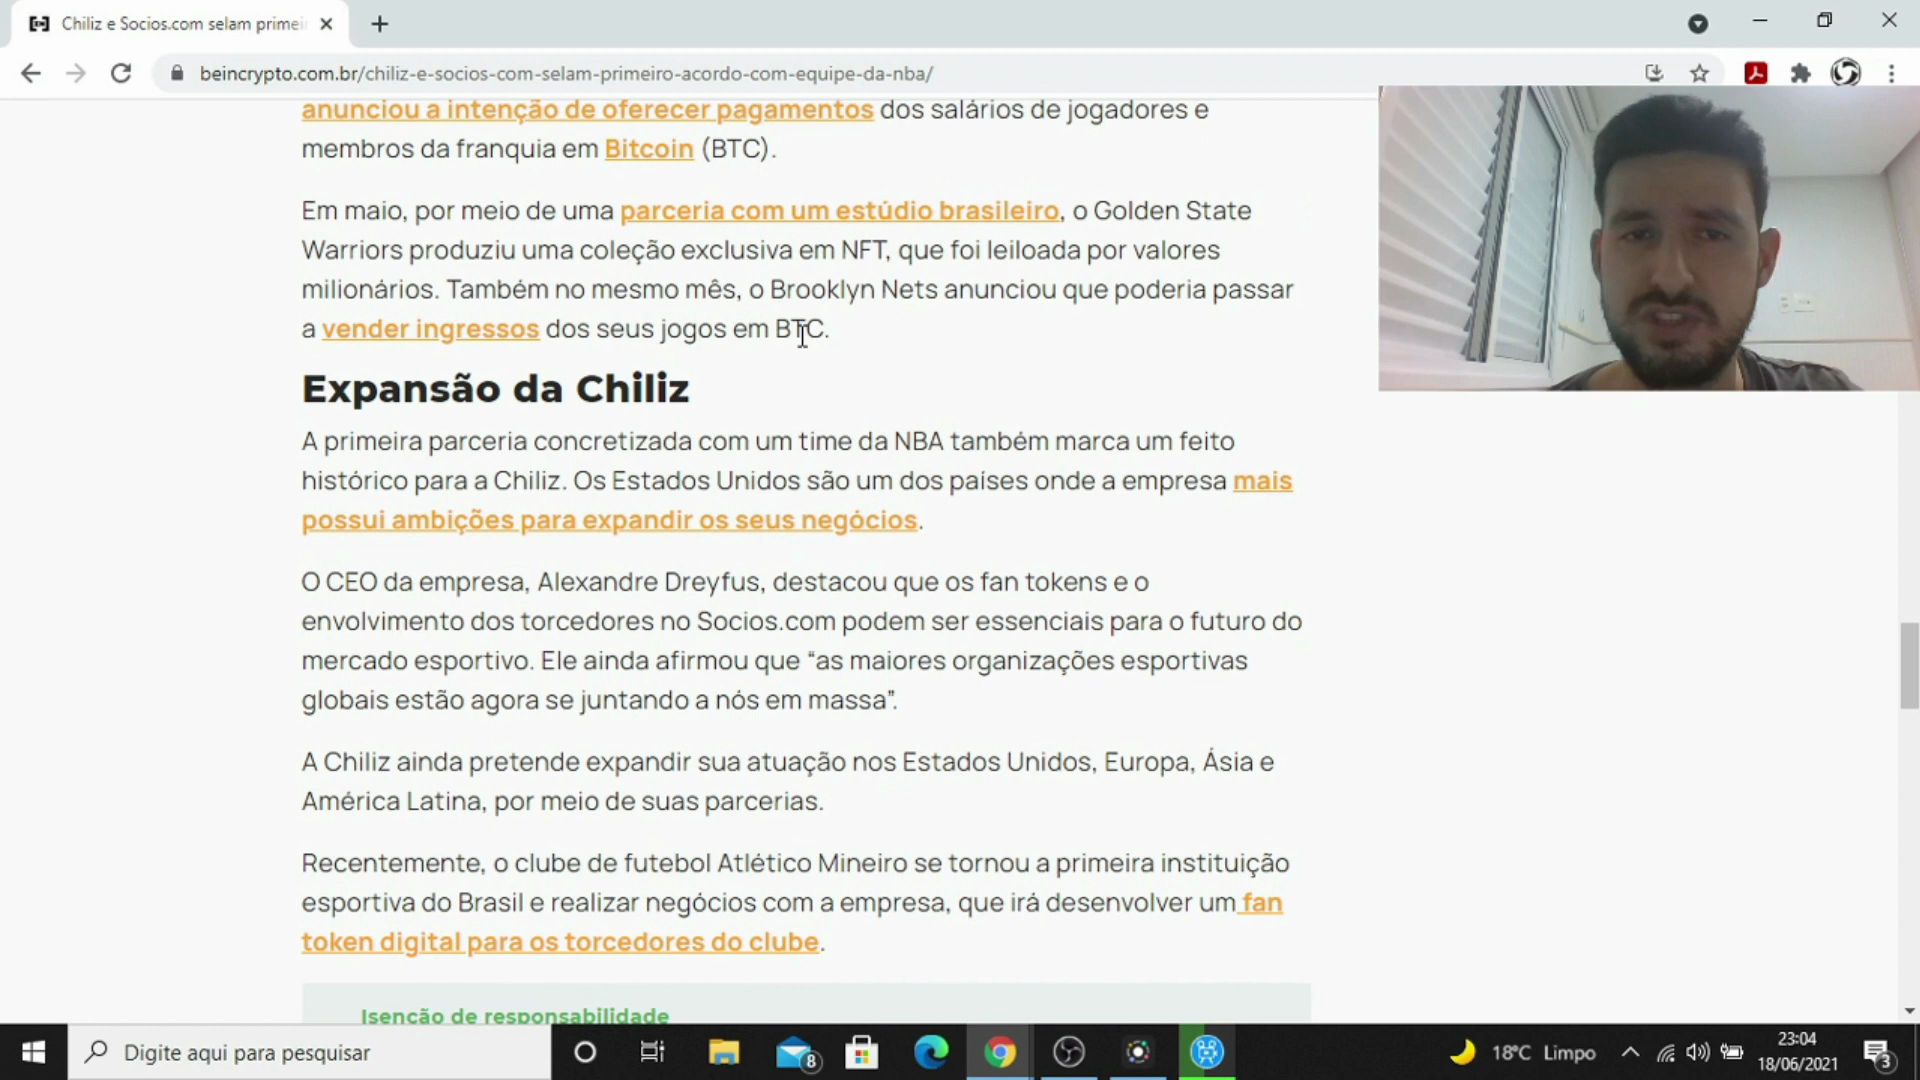 Chiliz e Socios.com selam primei
beincrypto.com.br/chiliz-e-socios-com-selam-primeiro-acordo-com-equipe-da-nba/
anunciou a intenção de oferecer pagamentos dos salários de jogadores e
membros da franquia em Bitcoin (BTC).
Em maio, por meio de uma parceria com um estúdio brasileiro, o Golden State
Warriors produziu uma coleção exclusiva em NFT, que foi leiloada por valores
milionários. Também no mesmo mês, o Brooklyn Nets anunciou que poderia passar
a vender ingressos dos seus jogos em BTC.
Expansão da Chiliz
A primeira parceria concretizada com um time da NBA também marca um feito
histórico para a Chiliz. Os Estados Unidos são um dos países onde a empresa mais
possui ambições para expandir os seus negócios.
O CEO da empresa, Alexandre Dreyfus, destacou que os fan tokens e o
envolvimento dos torcedores no Socios.com podem ser essenciais para o futuro do
mercado esportivo. Ele ainda afirmou que “as maiores organizações esportivas
globais estão agora se juntando a nós em massa”.
A Chiliz ainda pretende expandir sua atuação nos Estados Unidos, Europa, Ásia e
América Latina, por meio de suas parcerias.
Recentemente, o clube de futebol Atlético Mineiro se tornou a primeira instituição
esportiva do Brasil e realizar negócios com a empresa, que irá desenvolver um fan
token digital para os torcedores do clube.
Isenção de responsabilidade
Digite aqui para pesquisar
8
18°C Limpo
23:04
18/06/2021
3